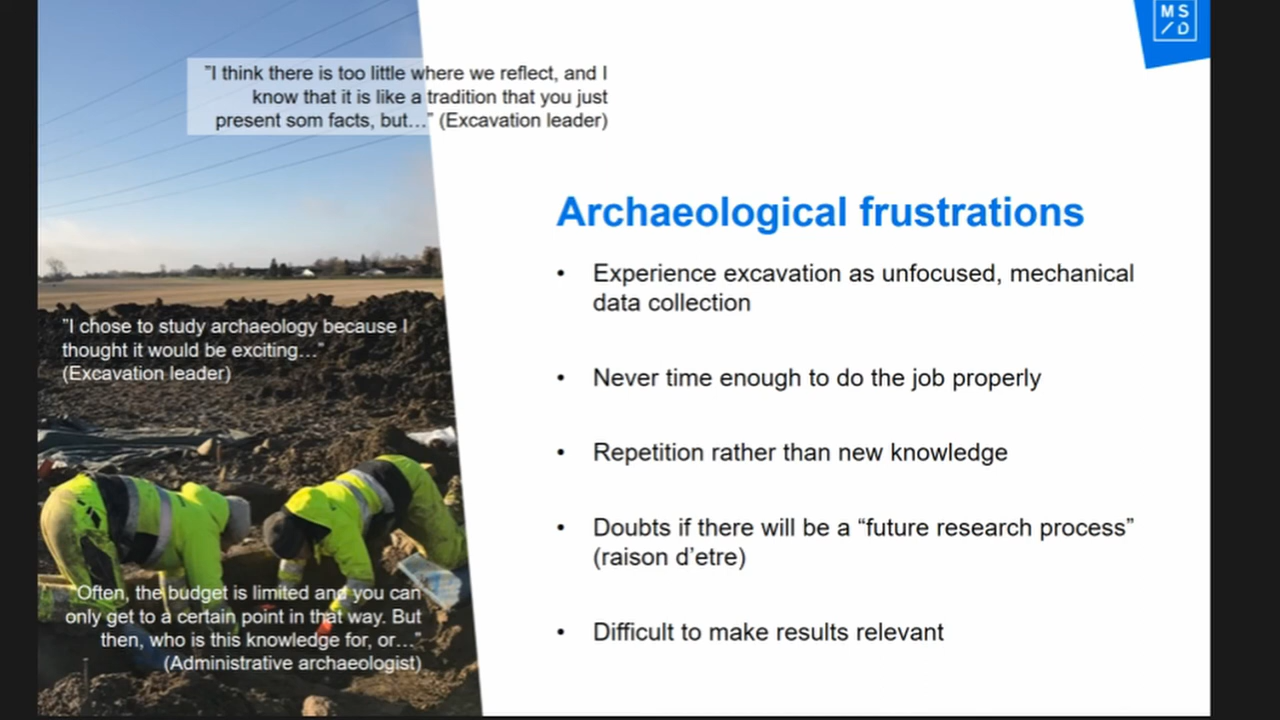 MS
/D
"I think there is too little where we reflect, and I
know that it is like a tradition that you just
present som facts, but…" (Excavation leader)
"I chose to study archaeology because I
thought it would be exciting…"
(Excavation leader)
"Often, the budget is limited and you can
only get to a certain point in that way. But
then, who is this knowledge for, or…"
(Administrative archaeologist)
Archaeological frustrations
• Experience excavation as unfocused, mechanical
data collection
• Never time enough to do the job properly
• Repetition rather than new knowledge
• Doubts if there will be a “future research process”
(raison d’etre)
• Difficult to make results relevant